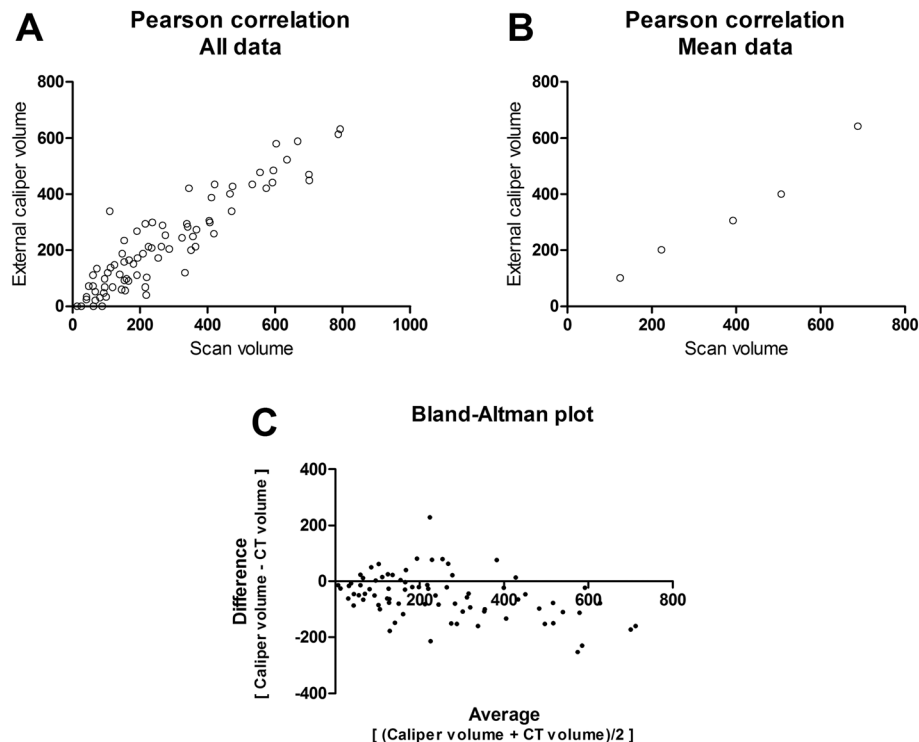 A
Pearson correlation
All data
External caliper volume
800
600
400
200
0
0 200 400 600 800 1000
Scan volume
B
Pearson correlation
Mean data
External caliper volume
800
600
400
200
0
0 200 400 600 800
Scan volume
C
Bland-Altman plot
Difference
[ Caliper volume - CT volume ]
400
200
0
-200
-400
200 400 600 800
Average
[ (Caliper volume + CT volume)/2 ]